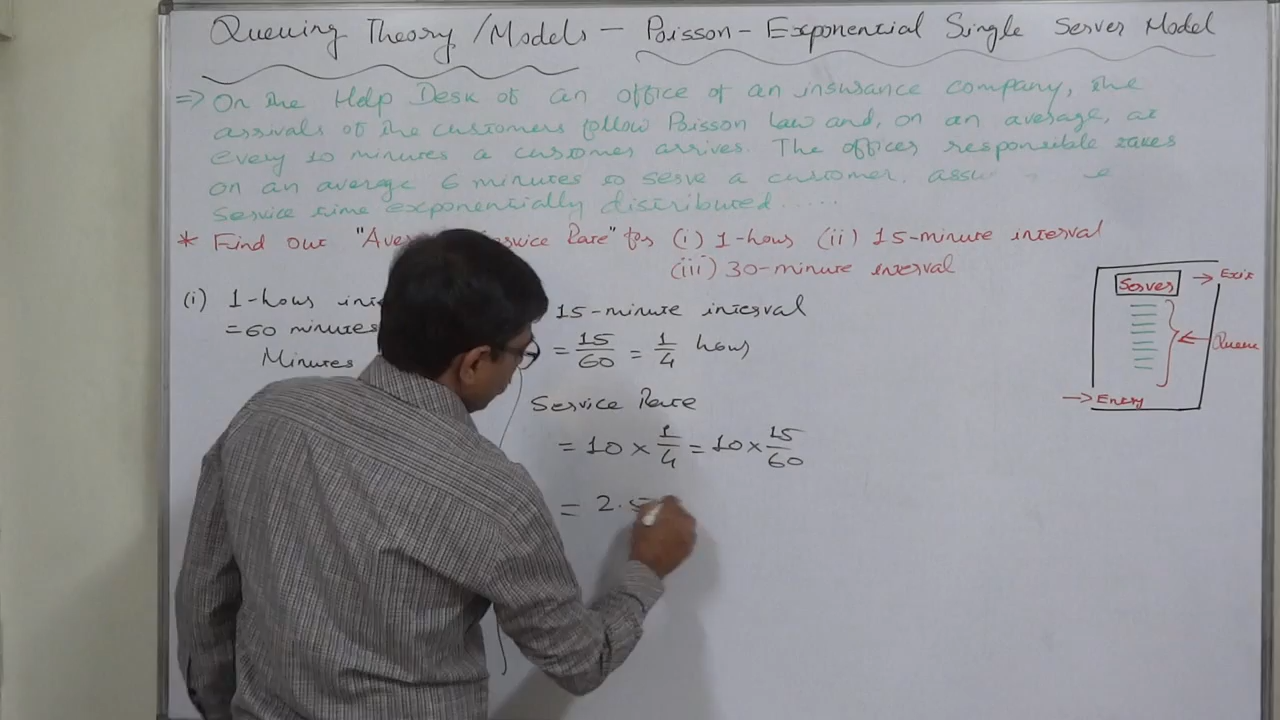 Queuing Theory/Models - Poisson-Exponential Single Server Model
=> On the Help Desk of an office of an insurance company, the
arrivals of the customers follow Poisson Law and, on an average, at
every 10 minutes a customer arrives. The officer responsible takes
on an average 6 minutes to serve a customer.
Service time exponentially distributed.....
* Find out "Service Rate" for (i) 1-hour (ii) 15-minute interval
(iii) 30-minute interval
Server
→ Exit
← Queue
→ Entry
(i) 1-hour
= 60 minutes
Minutes
15-minute interval
= 15/60 = 1/4 hour
Service Rate
= 10 × 1/4 = 10 × 15/60
= 2.5